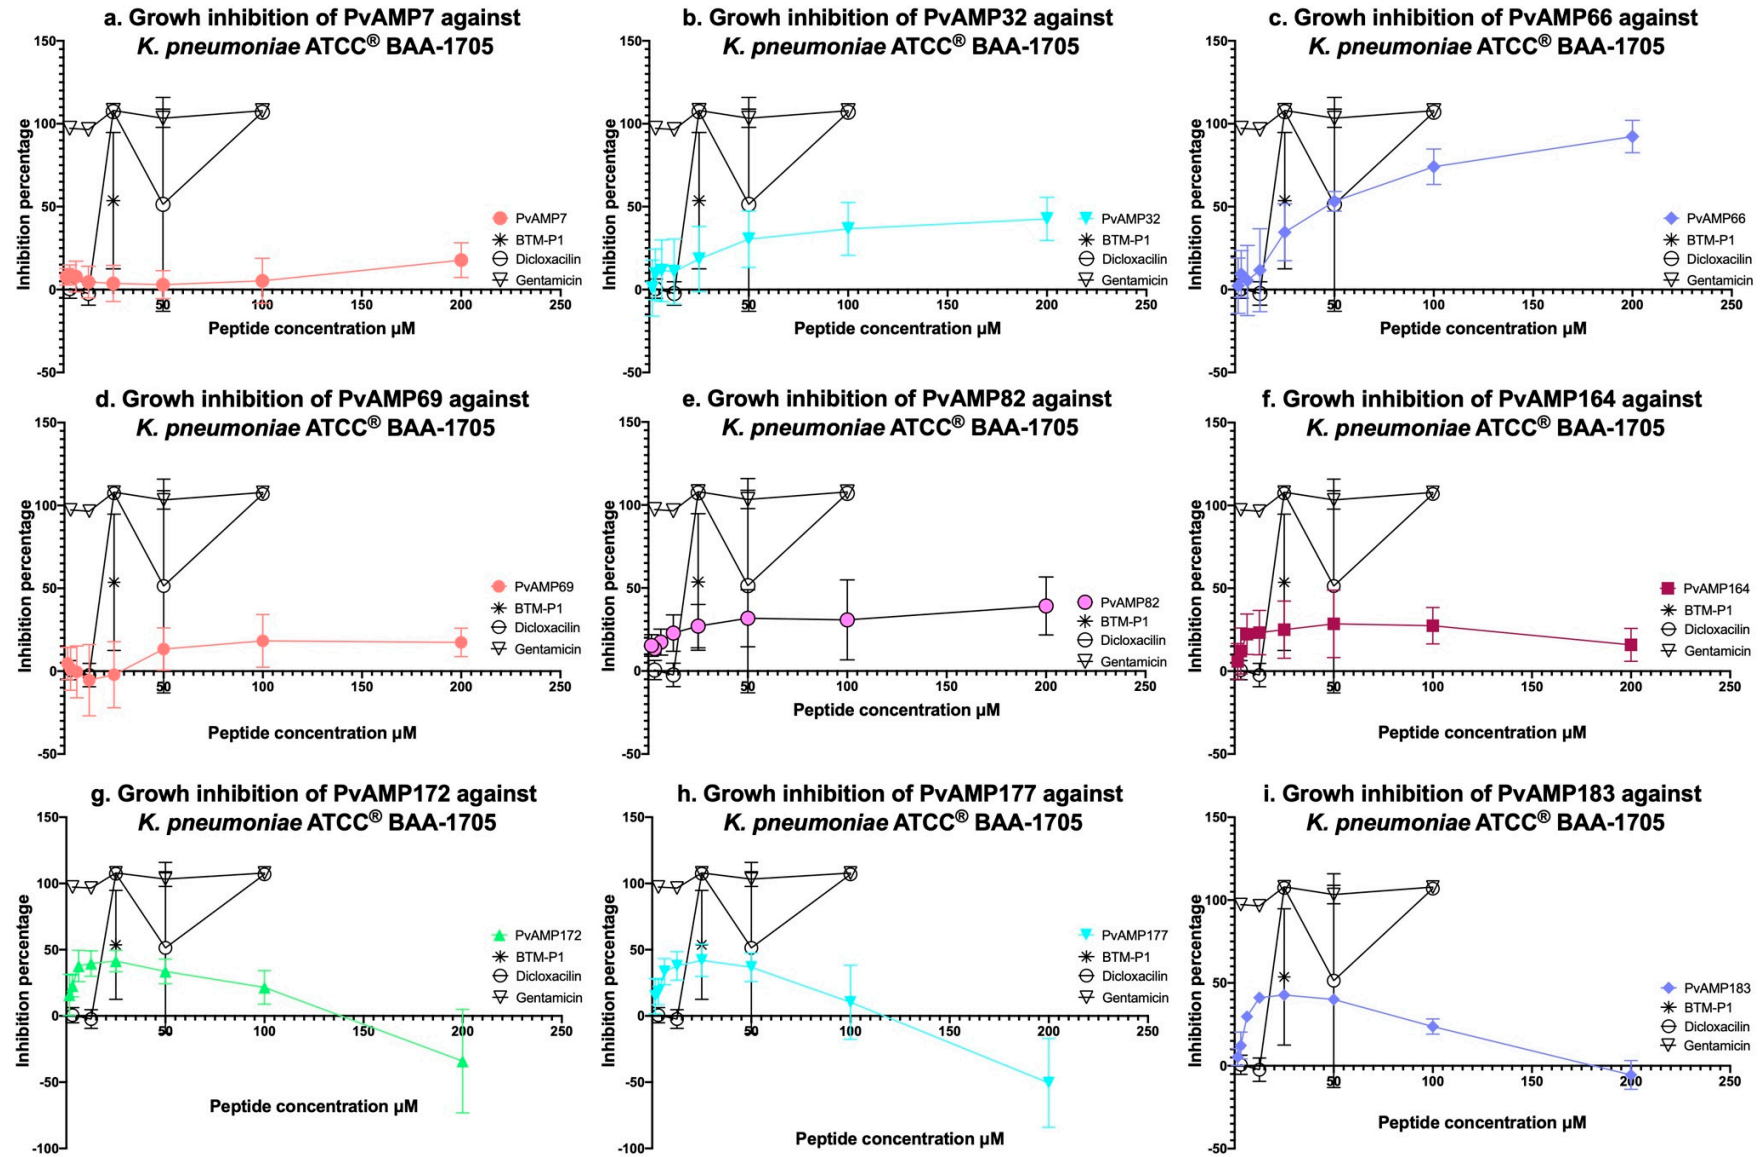 a. Growh inhibition of PvAMP7 against
K. pneumoniae ATCC® BAA-1705
150
100
50
0
-50
50
100
150
200
250
Inhibition percentage
Peptide concentration µM
PvAMP7
BTM-P1
Dicloxacilin
Gentamicin
b. Growh inhibition of PvAMP32 against
K. pneumoniae ATCC® BAA-1705
150
100
50
0
-50
50
100
150
200
250
Inhibition percentage
Peptide concentration µM
PvAMP32
BTM-P1
Dicloxacilin
Gentamicin
c. Growh inhibition of PvAMP66 against
K. pneumoniae ATCC® BAA-1705
150
100
50
0
-50
50
100
150
200
250
Inhibition percentage
Peptide concentration µM
PvAMP66
BTM-P1
Dicloxacilin
Gentamicin
d. Growh inhibition of PvAMP69 against
K. pneumoniae ATCC® BAA-1705
150
100
50
0
-50
50
100
150
200
250
Inhibition percentage
Peptide concentration µM
PvAMP69
BTM-P1
Dicloxacilin
Gentamicin
e. Growh inhibition of PvAMP82 against
K. pneumoniae ATCC® BAA-1705
150
100
50
0
-50
50
100
150
200
250
Inhibition percentage
Peptide concentration µM
PvAMP82
BTM-P1
Dicloxacilin
Gentamicin
f. Growh inhibition of PvAMP164 against
K. pneumoniae ATCC® BAA-1705
150
100
50
0
-50
50
100
150
200
250
Inhibition percentage
Peptide concentration µM
PvAMP164
BTM-P1
Dicloxacilin
Gentamicin
g. Growh inhibition of PvAMP172 against
K. pneumoniae ATCC® BAA-1705
150
100
50
0
-50
-100
50
100
150
200
250
Inhibition percentage
Peptide concentration µM
PvAMP172
BTM-P1
Dicloxacilin
Gentamicin
h. Growh inhibition of PvAMP177 against
K. pneumoniae ATCC® BAA-1705
150
100
50
0
-50
-100
50
100
150
200
250
Inhibition percentage
Peptide concentration µM
PvAMP177
BTM-P1
Dicloxacilin
Gentamicin
i. Growh inhibition of PvAMP183 against
K. pneumoniae ATCC® BAA-1705
150
100
50
0
-50
50
100
150
200
250
Inhibition percentage
Peptide concentration µM
PvAMP183
BTM-P1
Dicloxacilin
Gentamicin